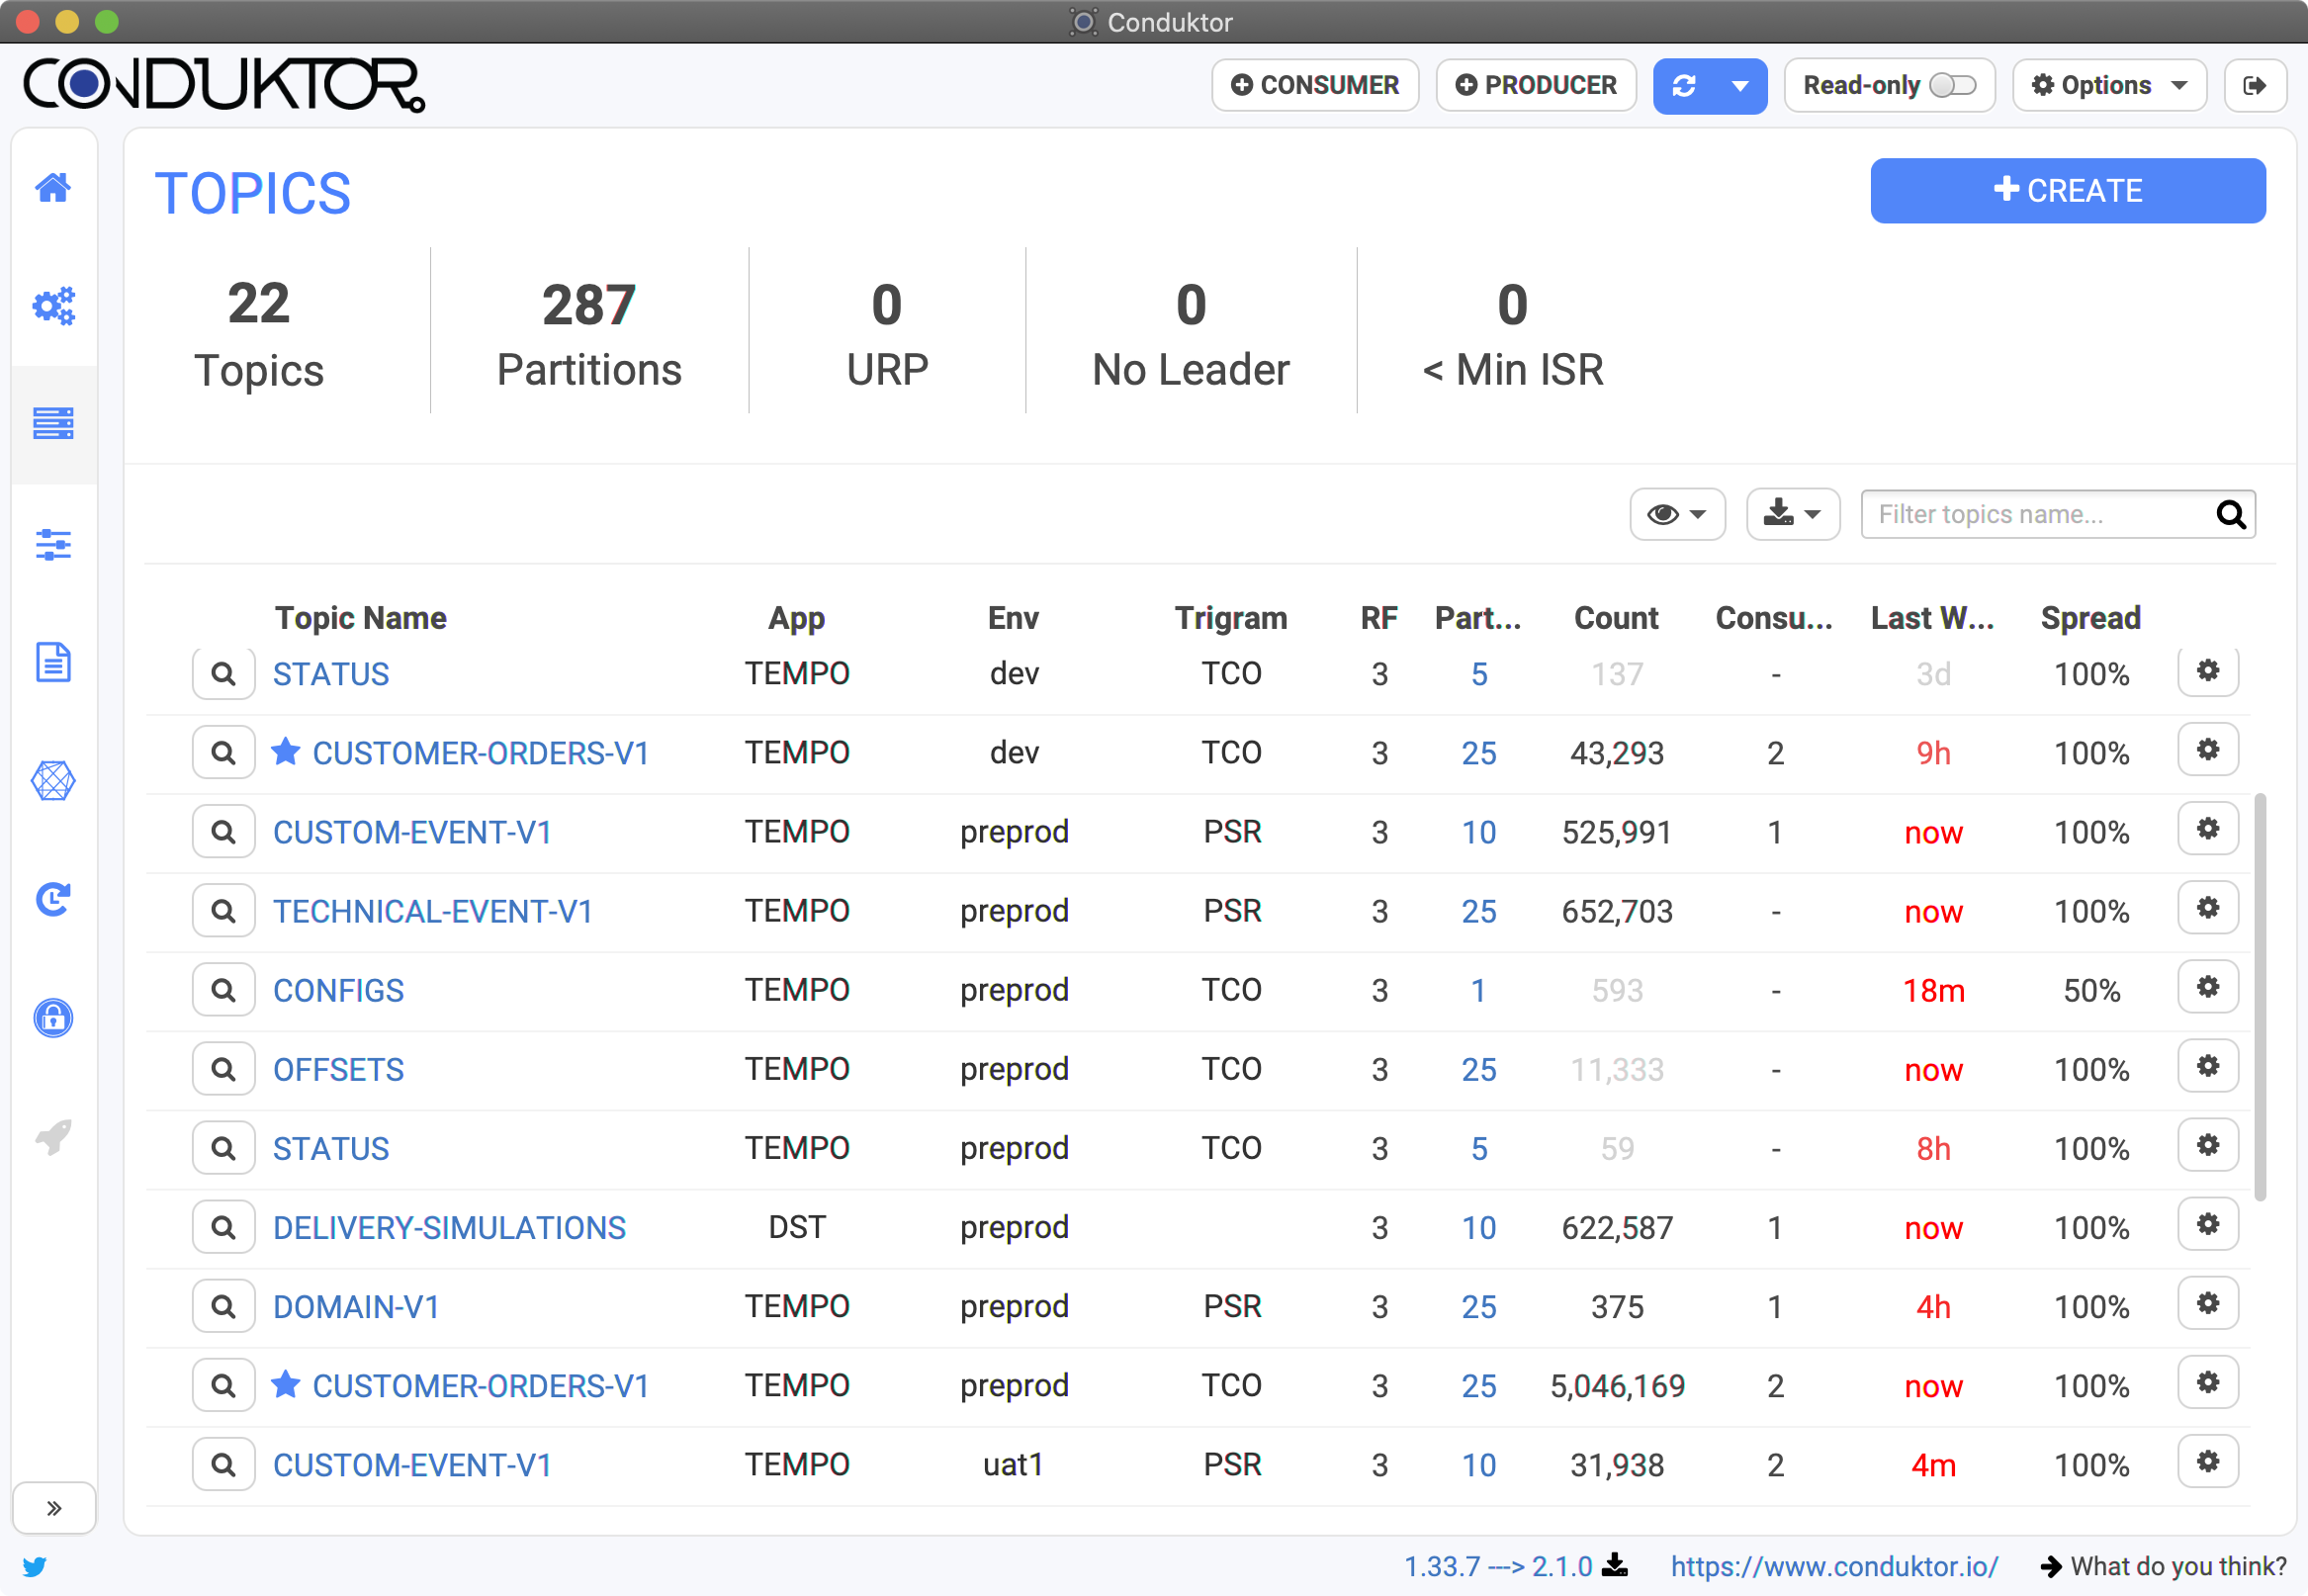 Conduktor
CONDUKTOR
CONSUMER PRODUCER Read-only Options
TOPICS
CREATE
22 287 0 0 0
Topics Partitions URP No Leader < Min ISR
Filter topics name...
Topic Name App Env Trigram RF Part... Count Consu... Last W... Spread
STATUS TEMPO dev TCO 3 5 137 - 3d 100%
CUSTOMER-ORDERS-V1 TEMPO dev TCO 3 25 43,293 2 9h 100%
CUSTOM-EVENT-V1 TEMPO preprod PSR 3 10 525,991 1 now 100%
TECHNICAL-EVENT-V1 TEMPO preprod PSR 3 25 652,703 - now 100%
CONFIGS TEMPO preprod TCO 3 1 593 - 18m 50%
OFFSETS TEMPO preprod TCO 3 25 11,333 - now 100%
STATUS TEMPO preprod TCO 3 5 59 - 8h 100%
DELIVERY-SIMULATIONS DST preprod 3 10 622,587 1 now 100%
DOMAIN-V1 TEMPO preprod PSR 3 25 375 1 4h 100%
CUSTOMER-ORDERS-V1 TEMPO preprod TCO 3 25 5,046,169 2 now 100%
CUSTOM-EVENT-V1 TEMPO uat1 PSR 3 10 31,938 2 4m 100%
1.33.7 ---> 2.1.0 https://www.conduktor.io/ What do you think?